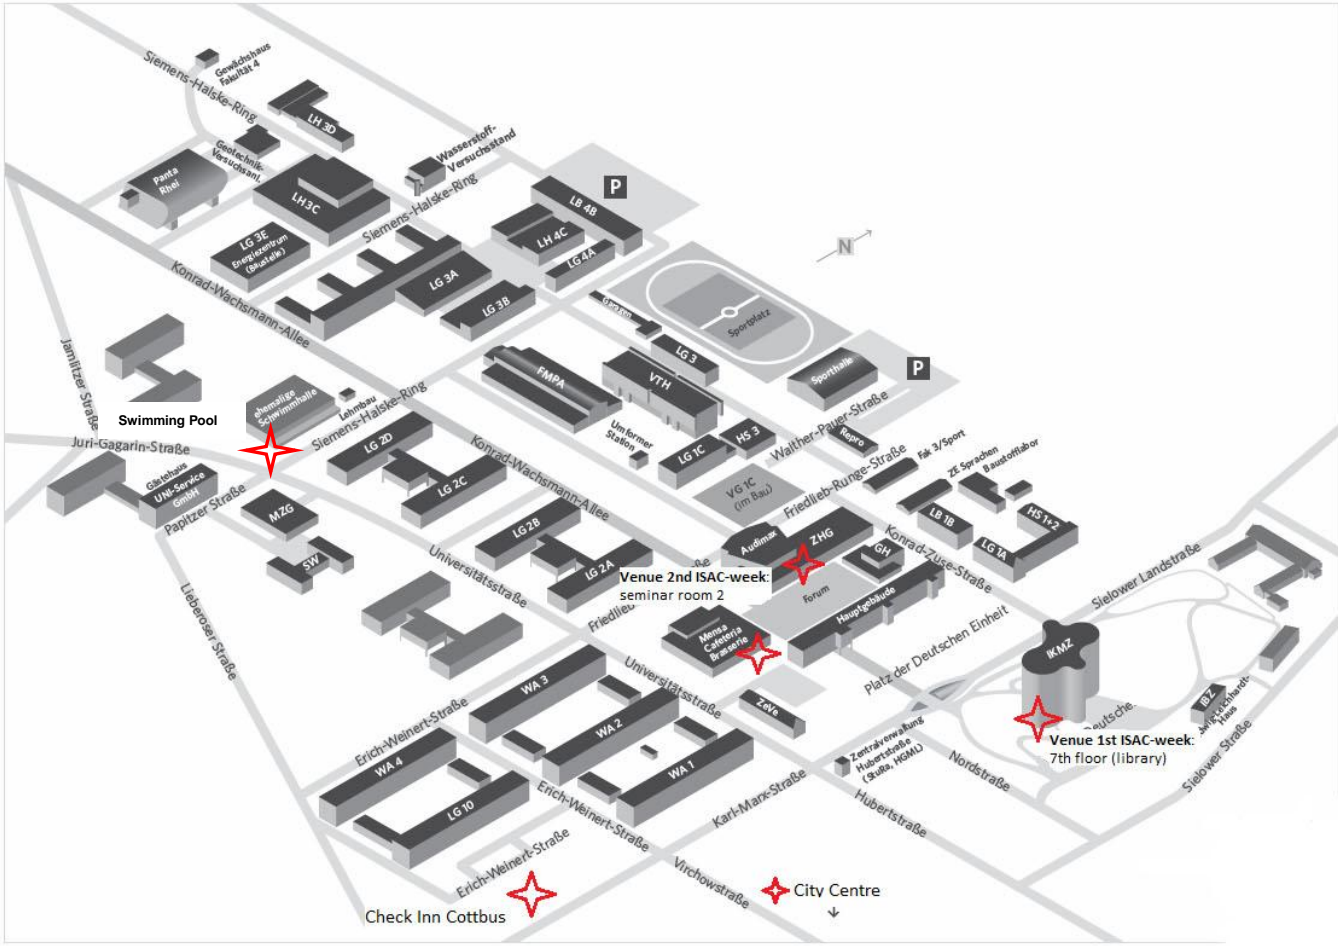 Gewächshaus
Fakultät 4
Siemens-Halske-Ring
LH 3D
Wasserstoff-
Versuchsstand
Geotechnik-
Versuchsanl.
Panta
Rhei
LH3C
Siemens-Halske-Ring
P
LB 4B
LH 4C
LG 4A
LG 3E
Energiezentrum
(Baustelle)
N
LG 3A
LG 3B
Garagen
Sportplatz
Konrad-Wachsmann-Allee
LG 3
P
Sporthalle
FMPA
VTH
Jamlitzer Straße
ehemalige
Schwimmhalle
Lehmbau
Siemens-Halske-Ring
Swimming Pool
Juri-Gagarin-Straße
Walther-Pauer-Straße
Umformer
Station
LG 1C
HS 3
Repro
Fak 3/Sport
ZE Sprachen
Baustofflabor
LG 2D
LG 2C
Konrad-Wachsmann-Allee
Gästehaus
UNI-Service
GmbH
Papitzer Straße
MZG
SW
VG 1C
(im Bau)
Friedlieb-Runge-Straße
LB 1B
HS 1+2
LG 1A
LG 2B
LG 2A
Audimax
ZHG
GH
Konrad-Zuse-Straße
Universitätsstraße
Venue 2nd ISAC-week:
seminar room 2
Forum
Hauptgebäude
Sielower Landstraße
Lieberoser Straße
Friedlieb
aße
Mensa
Cafeteria
Brasserie
Platz der Deutschen Einheit
IKMZ
Universitätsstraße
WA 3
WA 2
WA 1
ZeVe
IBZ
Leichhardt-
Haus
Deutsche
Venue 1st ISAC-week:
7th floor (library)
Sielower Straße
Erich-Weinert-Straße
WA 4
LG 10
Zentralverwaltung
Hubertstraße
(StuRa, HGML)
Nordstraße
Karl-Marx-Straße
Hubertstraße
Erich-Weinert-Straße
Erich-Weinert-Straße
Virchowstraße
City Centre
Check Inn Cottbus